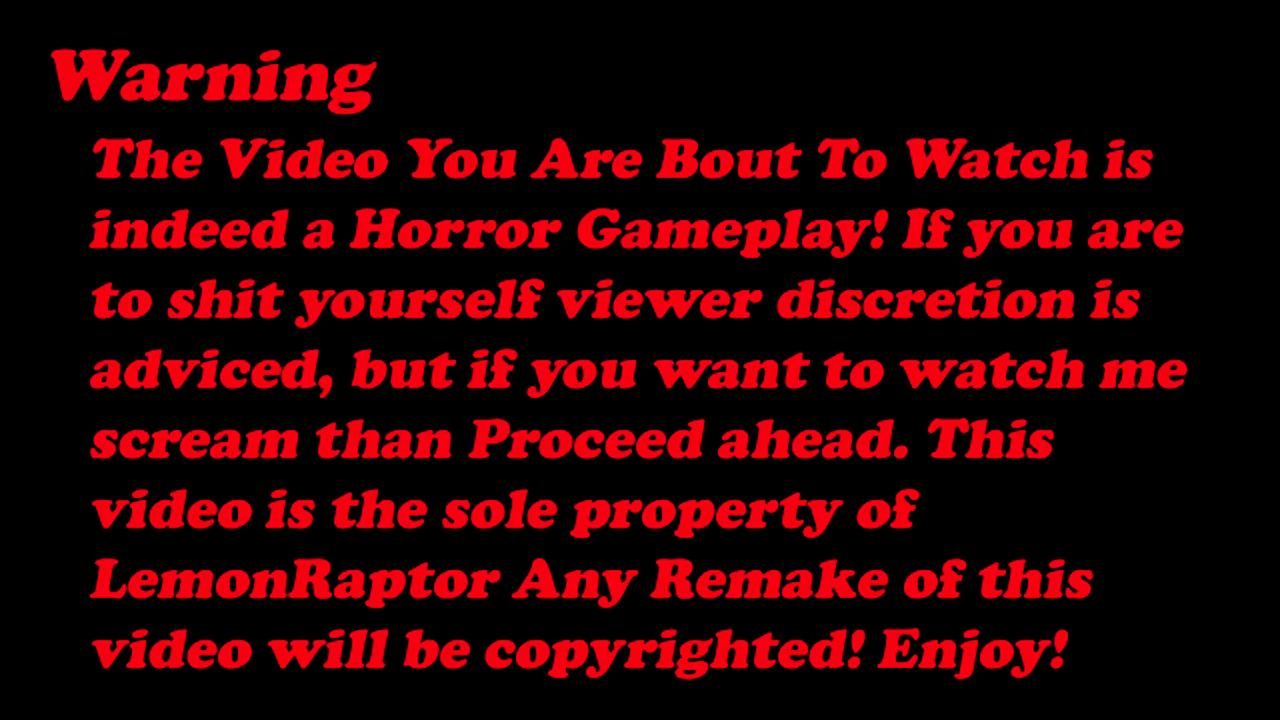 Warning
The Video You Are Bout To Watch is
indeed a Horror Gameplay! If you are
to shit yourself viewer discretion is
adviced, but if you want to watch me
scream than Proceed ahead. This
video is the sole property of
LemonRaptor Any Remake of this
video will be copyrighted! Enjoy!